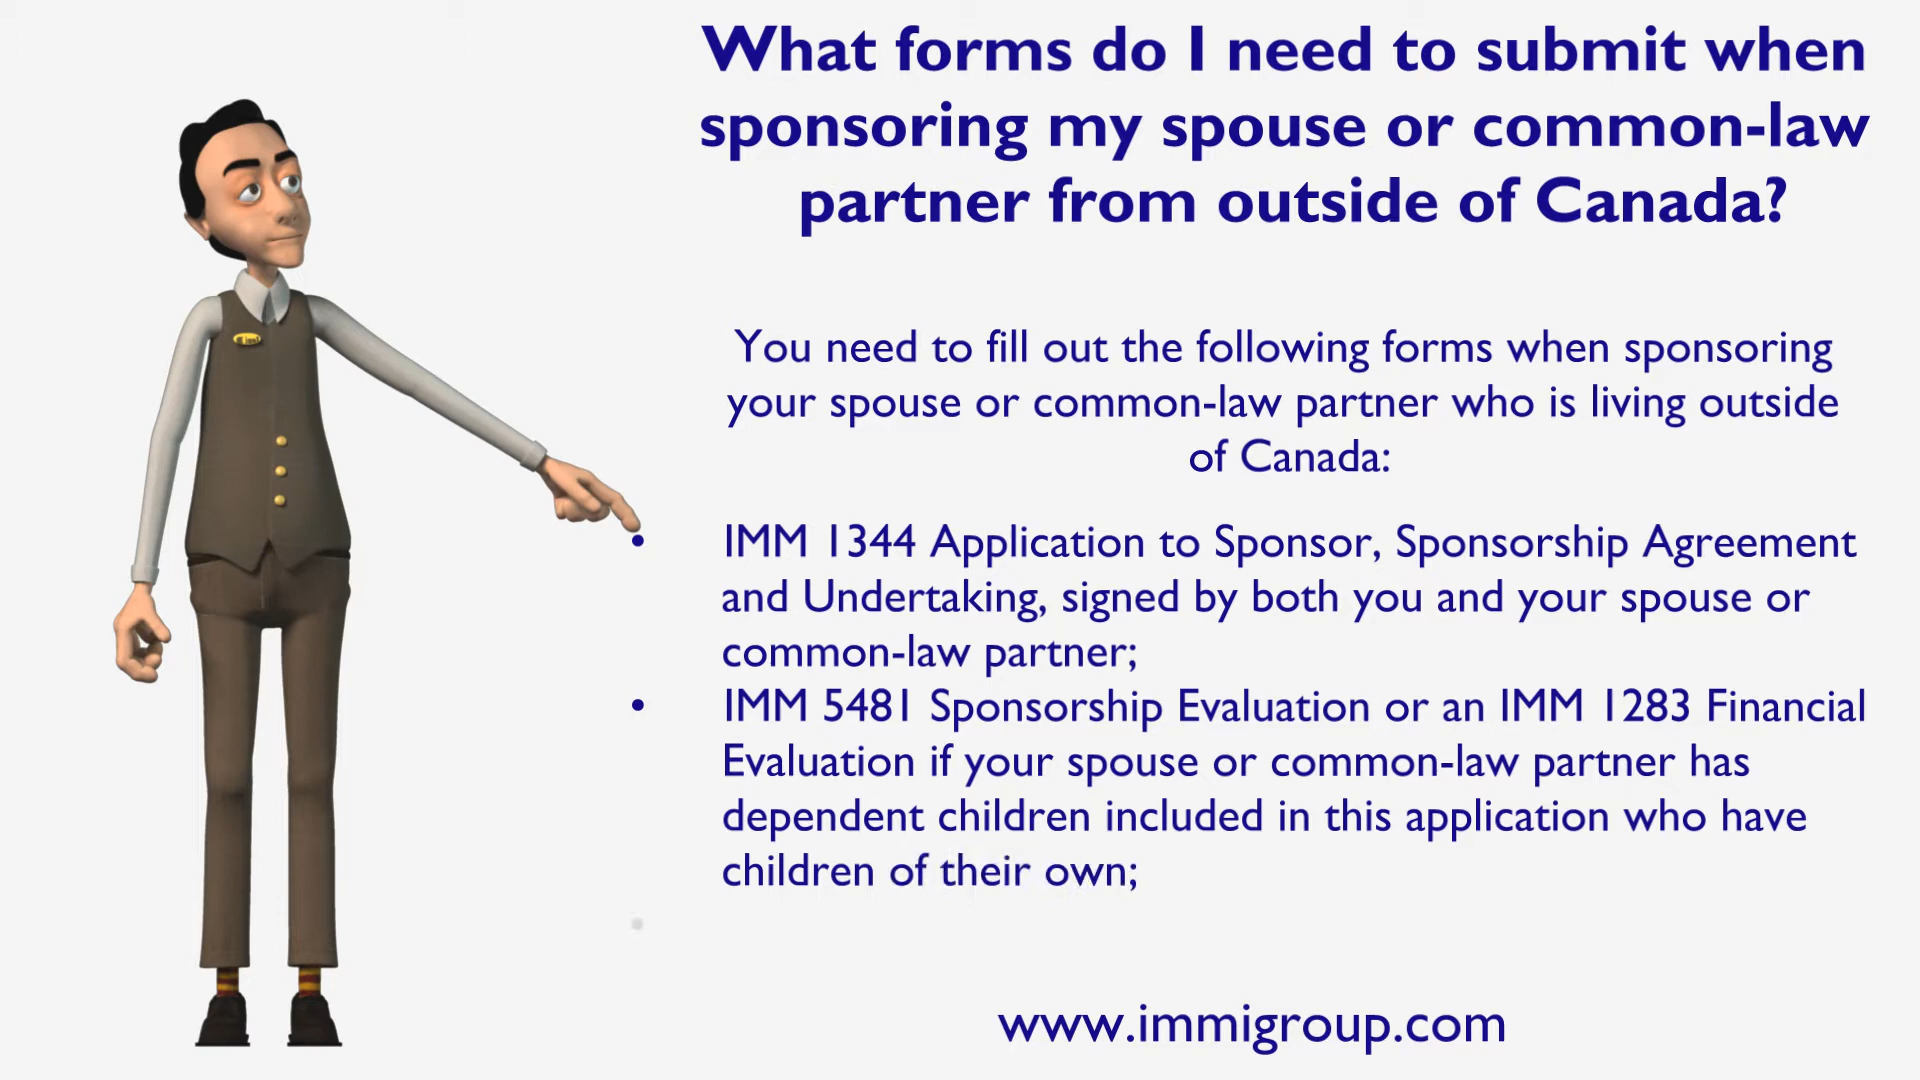 What forms do I need to submit when
sponsoring my spouse or common-law
partner from outside of Canada?
You need to fill out the following forms when sponsoring
your spouse or common-law partner who is living outside
of Canada:
• IMM 1344 Application to Sponsor, Sponsorship Agreement
and Undertaking, signed by both you and your spouse or
common-law partner;
• IMM 5481 Sponsorship Evaluation or an IMM 1283 Financial
Evaluation if your spouse or common-law partner has
dependent children included in this application who have
children of their own;
www.immigroup.com